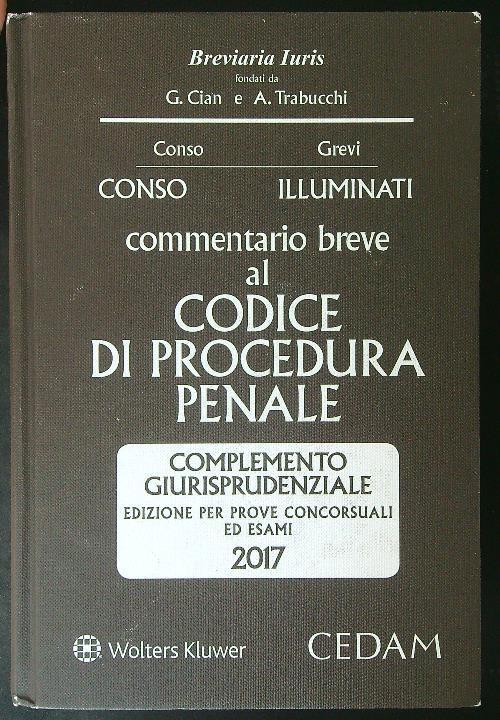 Breviaria Iuris
fondati da
G. Cian e A. Trabucchi
Conso Grevi
CONSO ILLUMINATI
commentario breve
al
CODICE
DI PROCEDURA
PENALE
COMPLEMENTO
GIURISPRUDENZIALE
EDIZIONE PER PROVE CONCORSUALI
ED ESAMI
2017
Wolters Kluwer CEDAM